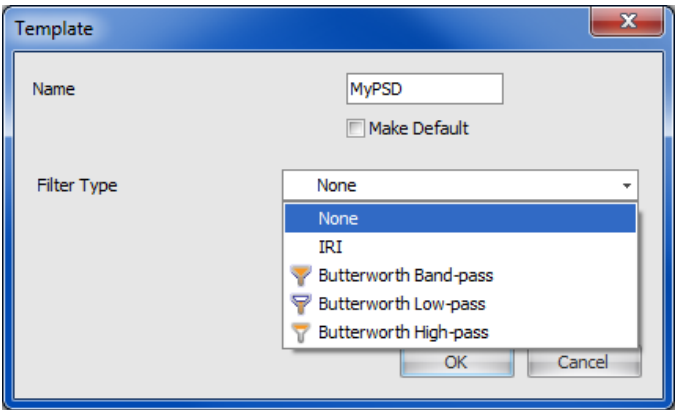 Template
Name
MyPSD
Make Default
Filter Type
None
None
IRI
Butterworth Band-pass
Butterworth Low-pass
Butterworth High-pass
OK
Cancel